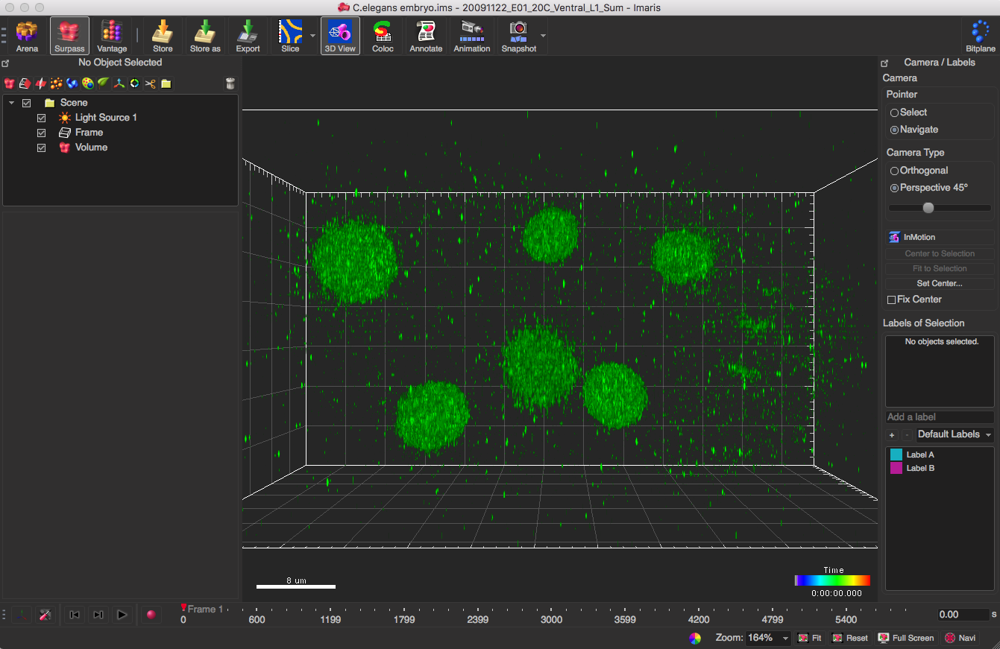 C.elegans embryo.ims - 20091122_E01_20C_Ventral_L1_Sum - Imaris
Arena
Surpass
Vantage
Store
Store as
Export
Slice
3D View
Coloc
Annotate
Animation
Snapshot
Bitplane
No Object Selected
Scene
Light Source 1
Frame
Volume
8 um
Time
0:00:00.000
Camera / Labels
Camera
Pointer
Select
Navigate
Camera Type
Orthogonal
Perspective 45º
InMotion
Center to Selection
Fit to Selection
Set Center...
Fix Center
Labels of Selection
No objects selected.
Add a label
+ - Default Labels
Label A
Label B
Frame 1
0 600 1199 1799 2399 3000 3599 4200 4799 5400
0.00 s
Zoom: 164% Fit Reset Full Screen Navi